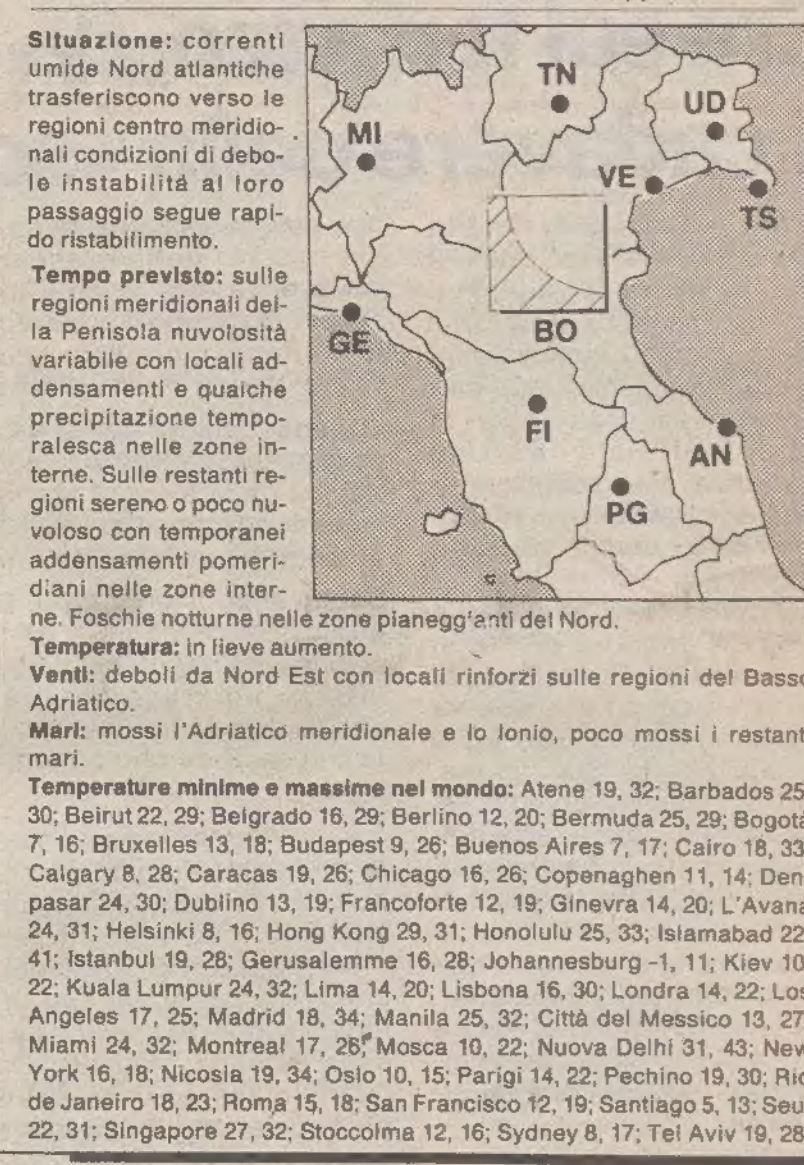 Situazione: correnti
umide Nord atlantiche
trasferiscono verso le
regioni centro meridio-
nali condizioni di debo-
le instabilità al loro
passaggio segue rapi-
do ristabilimento.
Tempo previsto: sulle
regioni meridionali del-
la Penisola nuvolosità
variabile con locali ad-
densamenti e qualche
precipitazione tempo-
ralesca nelle zone in-
terne. Sulle restanti re-
gioni sereno o poco nu-
voloso con temporanei
addensamenti pomeri-
diani nelle zone inter-
ne. Foschie notturne nelle zone pianeggianti del Nord.
Temperatura: in lieve aumento.
Venti: deboli da Nord Est con locali rinforzi sulle regioni del Basso
Adriatico.
Mari: mossi l'Adriatico meridionale e lo Ionio, poco mossi i restant
mari.
Temperature minime e massime nel mondo: Atene 19, 32; Barbados 25,
30; Beirut 22, 29; Belgrado 16, 29; Berlino 12, 20; Bermuda 25, 29; Bogotà
7, 16; Bruxelles 13, 18; Budapest 9, 26; Buenos Aires 7, 17; Cairo 18, 33;
Calgary 8, 28; Caracas 19, 26; Chicago 16, 26; Copenaghen 11, 14; Den
pasar 24, 30; Dublino 13, 19; Francoforte 12, 19; Ginevra 14, 20; L'Avana
24, 31; Helsinki 8, 16; Hong Kong 29, 31; Honolulu 25, 33; Islamabad 22,
41; Istanbul 19, 28; Gerusalemme 16, 28; Johannesburg -1, 11; Kiev 10,
22; Kuala Lumpur 24, 32; Lima 14, 20; Lisbona 16, 30; Londra 14, 22; Los
Angeles 17, 25; Madrid 18, 34; Manila 25, 32; Città del Messico 13, 27;
Miami 24, 32; Montreal 17, 26; Mosca 10, 22; Nuova Delhi 31, 43; New
York 16, 18; Nicosia 19, 34; Oslo 10, 15; Parigi 14, 22; Pechino 19, 30; Rio
de Janeiro 18, 23; Roma 15, 18; San Francisco 12, 19; Santiago 5, 13; Seul
22, 31; Singapore 27, 32; Stoccolma 12, 16; Sydney 8, 17; Tel Aviv 19, 28
TN
UD
MI
VE
TS
GE
BO
FI
AN
PG